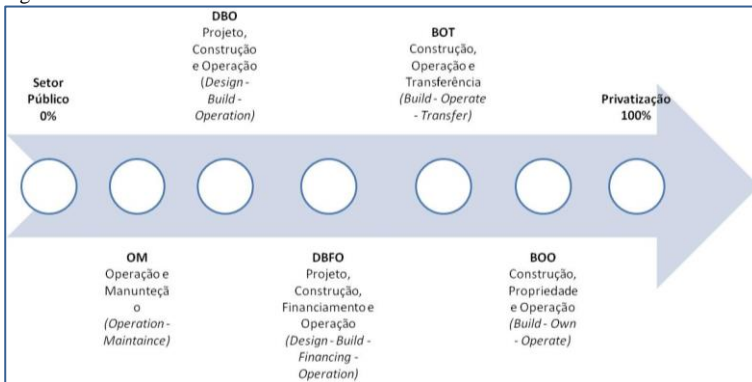 DBO
Projeto,
Construção
e Operação
(Design -
Build -
Operation)
BOT
Construção,
Operação e
Transferência
(Build - Operate
- Transfer)
Setor
Público
0%
Privatização
100%
OM
Operação e
Manunteçã
o
(Operation -
Maintaince)
DBFO
Projeto,
Construção,
Financiamento e
Operação
(Design - Build -
Financing -
Operation)
BOO
Construção,
Propriedade
e Operação
(Build - Own
- Operate)